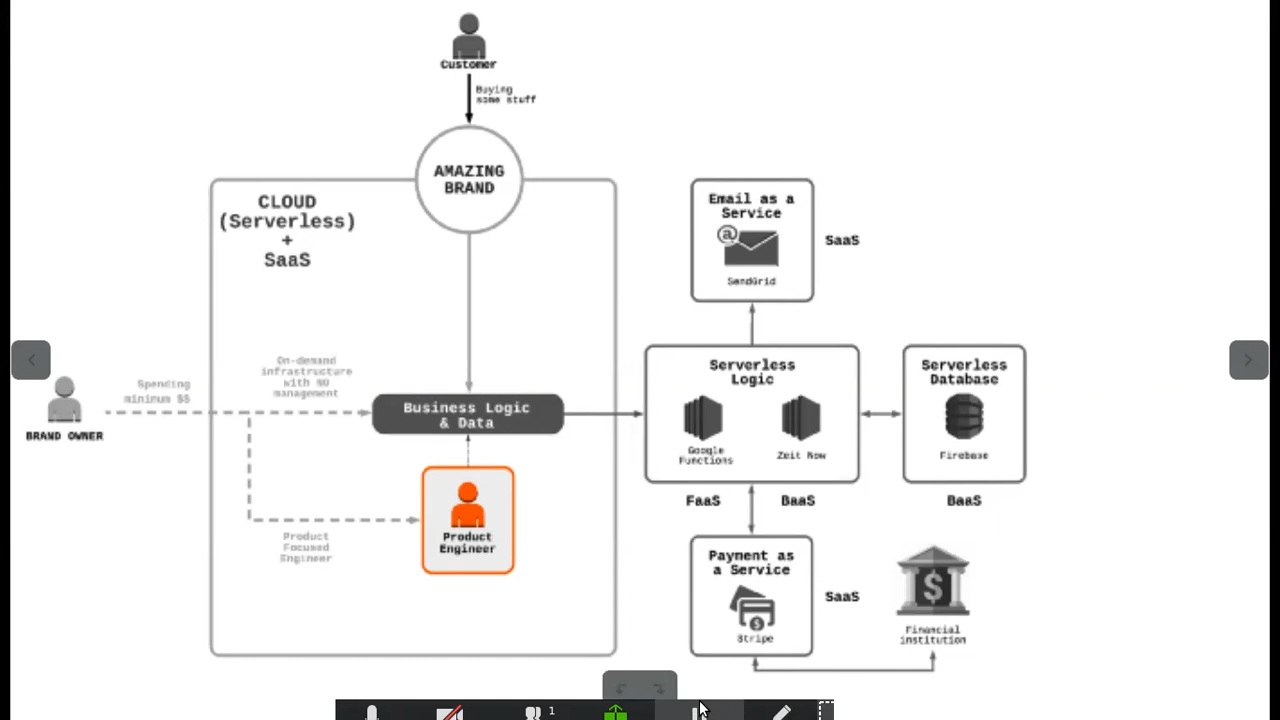 Customer
Buying
some stuff
AMAZING
BRAND
CLOUD
(Serverless)
+
SaaS
Email as a
Service
@
SendGrid
SaaS
On-demand
infrastructure
with NO
management
Spending
minimum $$
BRAND OWNER
Business Logic
& Data
Product
Engineer
Product
Focused
Engineer
Serverless
Logic
Google
Functions
Zeit Now
FaaS
BaaS
Serverless
Database
Firebase
BaaS
Payment as
a Service
$
Stripe
SaaS
$
Financial
institution
1